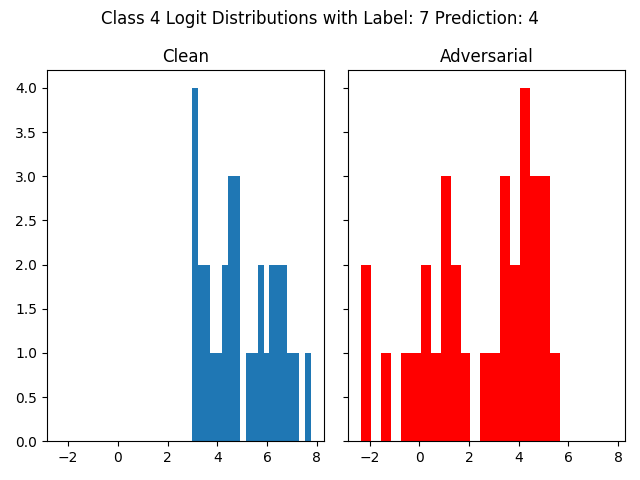 Class 4 Logit Distributions with Label: 7 Prediction: 4
Clean
Adversarial
4.0
3.5
3.0
2.5
2.0
1.5
1.0
0.5
0.0
−2 0 2 4 6 8
−2 0 2 4 6 8